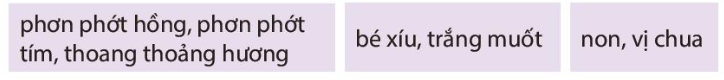 phơn phớt hồng, phơn phớt
tím, thoang thoảng hương
bé xíu, trắng muốt
non, vị chua